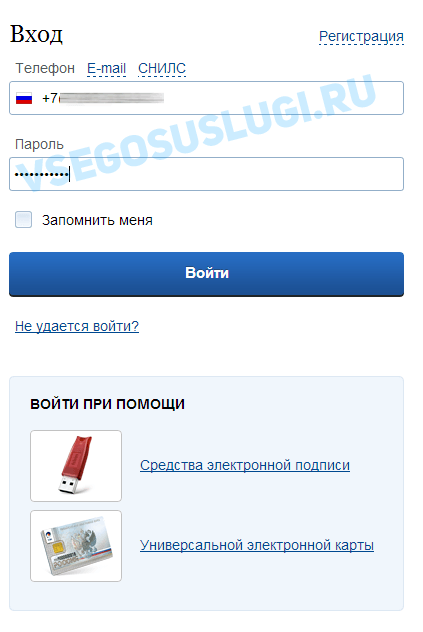 Вход
Регистрация
Телефон E-mail СНИЛС
+7
VSEGOSUSLUGI.RU
Пароль
Запомнить меня
Войти
Не удается войти?
ВОЙТИ ПРИ ПОМОЩИ
Средства электронной подписи
Универсальной электронной карты